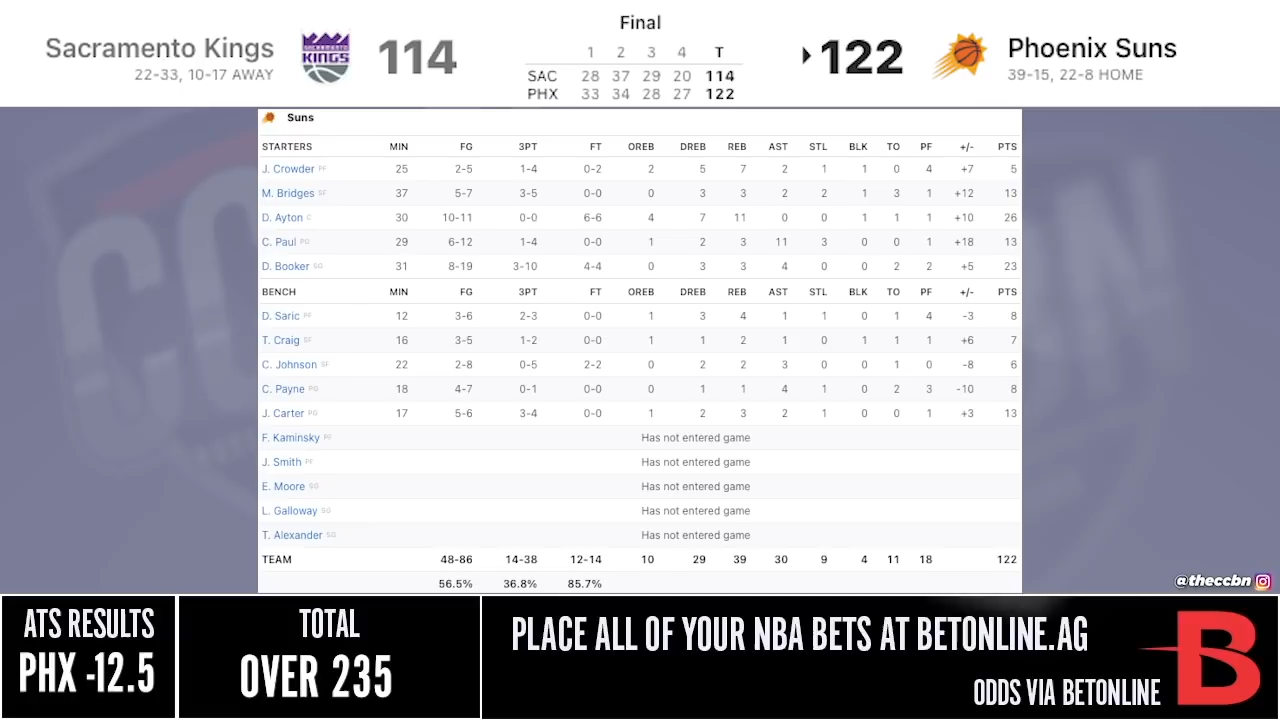 Final
Sacramento Kings
22-33, 10-17 AWAY
SACRAMENTO KINGS
114
1 2 3 4 T
SAC 28 37 29 20 114
PHX 33 34 28 27 122
122
Phoenix Suns
39-15, 22-8 HOME
Suns
STARTERS MIN FG 3PT FT OREB DREB REB AST STL BLK TO PF +/- PTS
J. Crowder PF 25 2-5 1-4 0-2 2 5 7 2 1 1 0 4 +7 5
M. Bridges SF 37 5-7 3-5 0-0 0 3 3 2 2 1 3 1 +12 13
D. Ayton C 30 10-11 0-0 6-6 4 7 11 0 0 1 1 1 +10 26
C. Paul PG 29 6-12 1-4 0-0 1 2 3 11 3 0 0 1 +18 13
D. Booker SG 31 8-19 3-10 4-4 0 3 3 4 0 0 2 2 +5 23
BENCH MIN FG 3PT FT OREB DREB REB AST STL BLK TO PF +/- PTS
D. Saric PF 12 3-6 2-3 0-0 1 3 4 1 1 0 1 4 -3 8
T. Craig SF 16 3-5 1-2 0-0 1 1 2 1 0 1 1 1 +6 7
C. Johnson SF 22 2-8 0-5 2-2 0 2 2 3 0 0 1 0 -8 6
C. Payne PG 18 4-7 0-1 0-0 0 1 1 4 1 0 2 3 -10 8
J. Carter PG 17 5-6 3-4 0-0 1 2 3 2 1 0 0 1 +3 13
F. Kaminsky PF Has not entered game
J. Smith PF Has not entered game
E. Moore SG Has not entered game
L. Galloway SG Has not entered game
T. Alexander SG Has not entered game
TEAM 48-86 14-38 12-14 10 29 39 30 9 4 11 18 122
56.5% 36.8% 85.7%
@theccbn
ATS RESULTS
PHX -12.5
TOTAL
OVER 235
PLACE ALL OF YOUR NBA BETS AT BETONLINE.AG
ODDS VIA BETONLINE
B